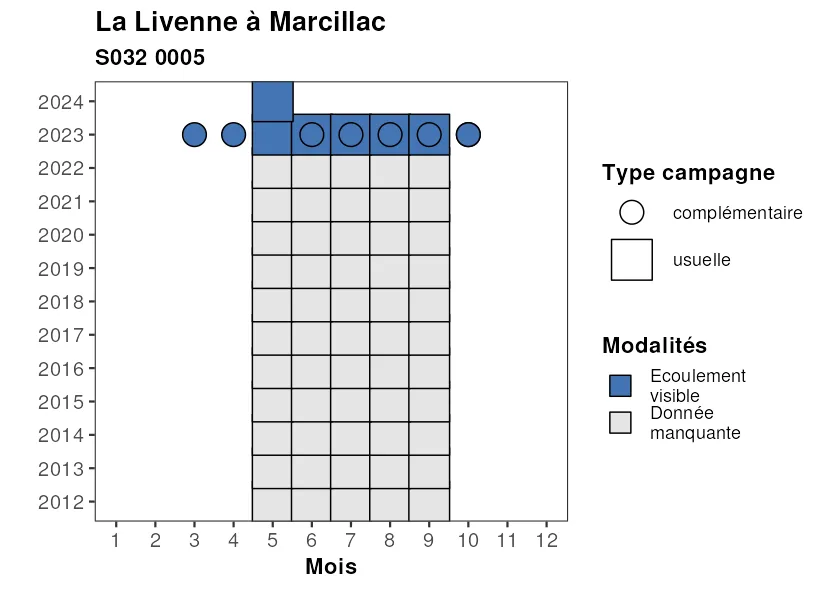 La Livenne à Marcillac
S032 0005
2024
2023
2022
2021
2020
2019
2018
2017
2016
2015
2014
2013
2012
1 2 3 4 5 6 7 8 9 10 11 12
Mois
Type campagne
complémentaire
usuelle
Modalités
Ecoulement
visible
Donnée
manquante